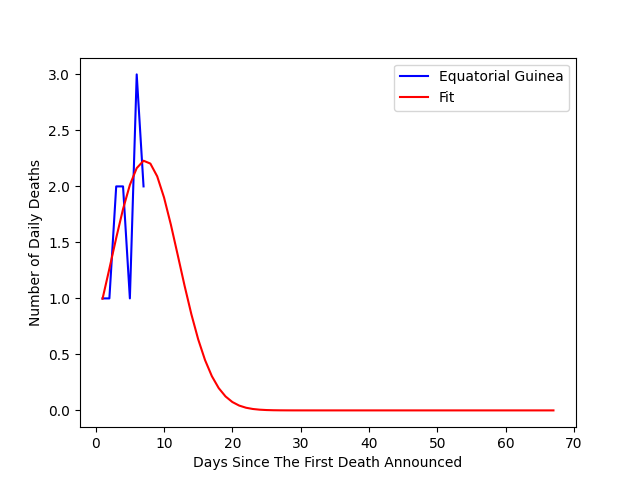 Equatorial Guinea
Fit
Number of Daily Deaths
3.0
2.5
2.0
1.5
1.0
0.5
0.0
0 10 20 30 40 50 60 70
Days Since The First Death Announced